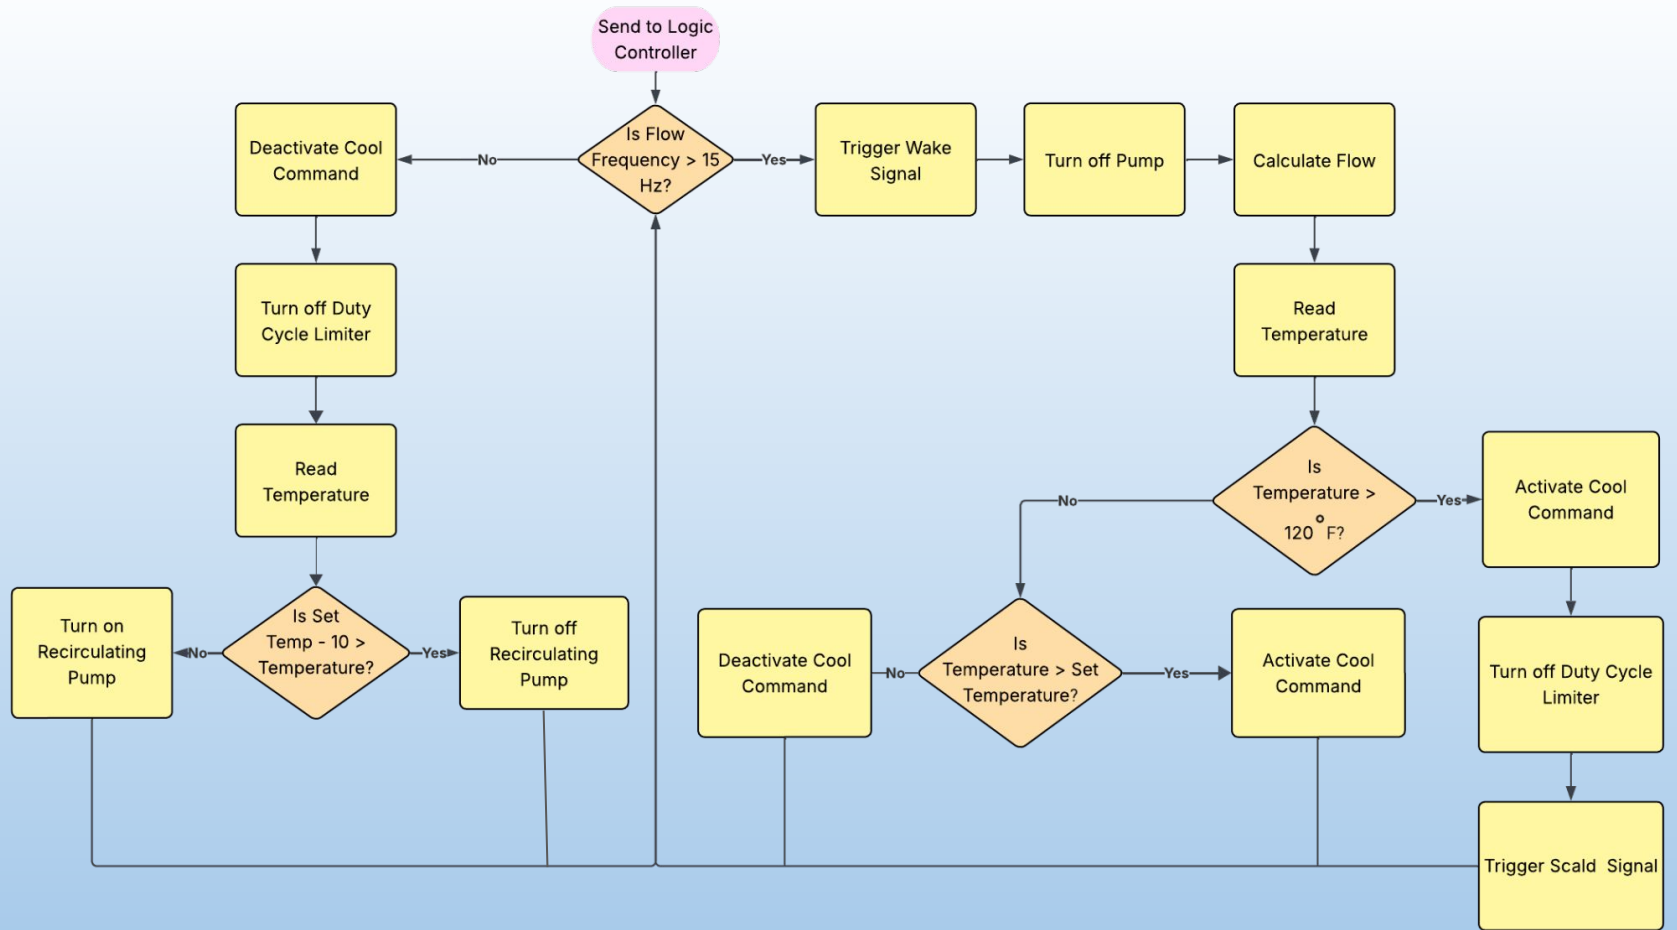 Send to Logic
Controller
Is Flow
Frequency > 15
Hz?
No
Yes
Deactivate Cool
Command
Trigger Wake
Signal
Turn off Pump
Calculate Flow
Turn off Duty
Cycle Limiter
Read
Temperature
Read
Temperature
Is
Temperature >
120°F?
No
Yes
Activate Cool
Command
Is Set
Temp - 10 >
Temperature?
No
Yes
Turn on
Recirculating
Pump
Turn off
Recirculating
Pump
Is
Temperature > Set
Temperature?
No
Yes
Deactivate Cool
Command
Activate Cool
Command
Turn off Duty Cycle
Limiter
Trigger Scald Signal